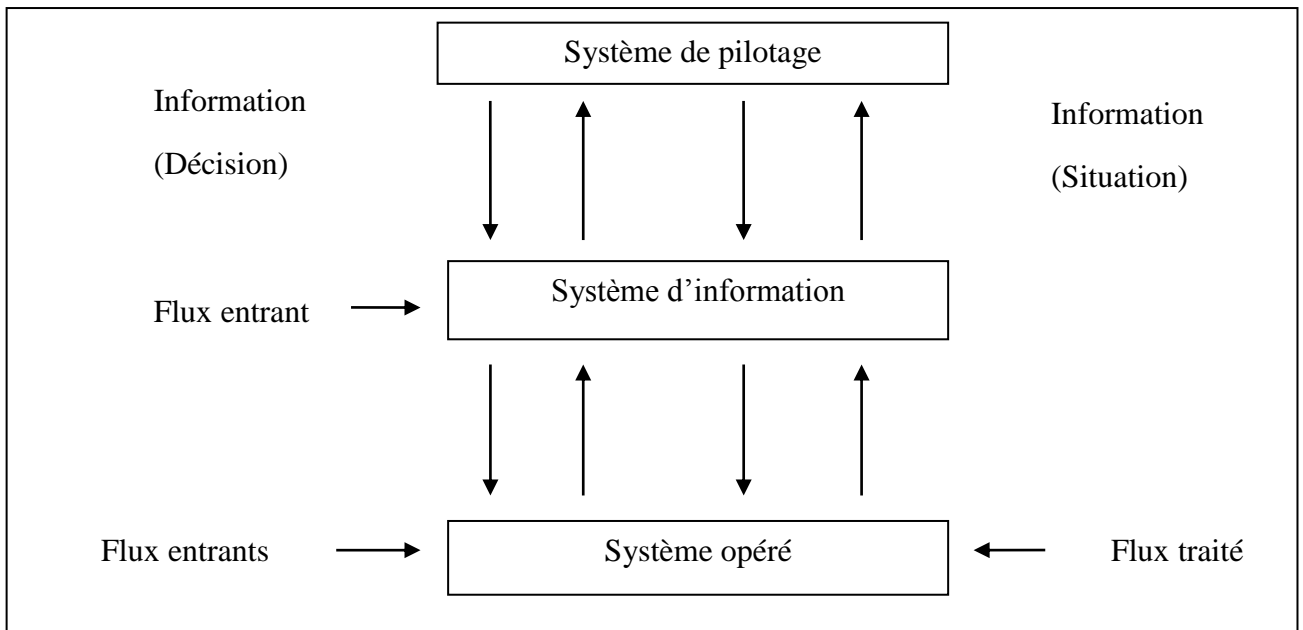 Système de pilotage
Information
(Décision)
Information
(Situation)
Système d’information
Flux entrant
Flux entrants
Système opéré
Flux traité